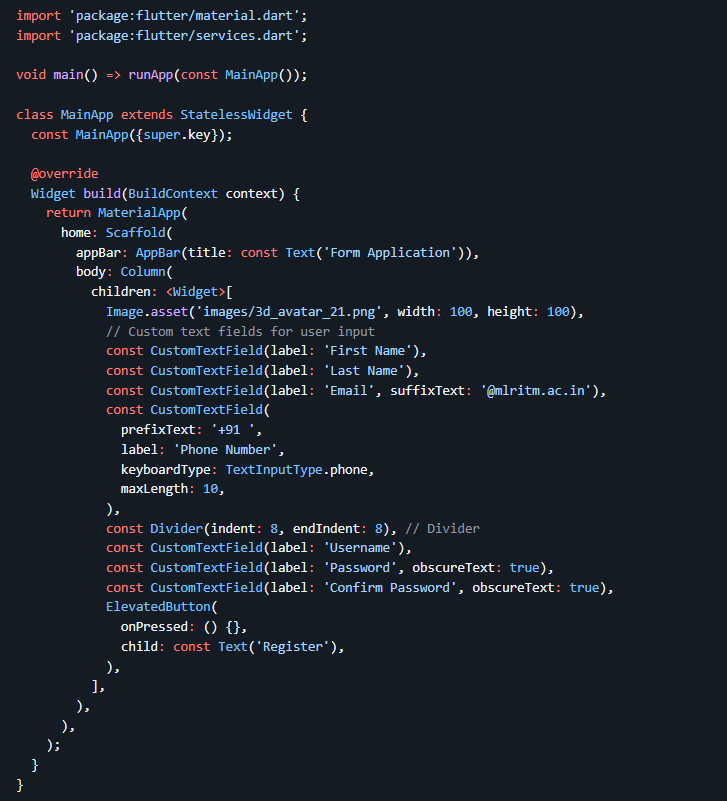 import 'package:flutter/material.dart';
import 'package:flutter/services.dart';

void main() => runApp(const MainApp());

class MainApp extends StatelessWidget {
  const MainApp({super.key});

  @override
  Widget build(BuildContext context) {
    return MaterialApp(
      home: Scaffold(
        appBar: AppBar(title: const Text('Form Application')),
        body: Column(
          children: <Widget>[
            Image.asset('images/3d_avatar_21.png', width: 100, height: 100),
            // Custom text fields for user input
            const CustomTextField(label: 'First Name'),
            const CustomTextField(label: 'Last Name'),
            const CustomTextField(label: 'Email', suffixText: '@mlritm.ac.in'),
            const CustomTextField(
              prefixText: '+91 ',
              label: 'Phone Number',
              keyboardType: TextInputType.phone,
              maxLength: 10,
            ),
            const Divider(indent: 8, endIndent: 8), // Divider
            const CustomTextField(label: 'Username'),
            const CustomTextField(label: 'Password', obscureText: true),
            const CustomTextField(label: 'Confirm Password', obscureText: true),
            ElevatedButton(
              onPressed: () {},
              child: const Text('Register'),
            ),
          ],
        ),
      ),
    );
  }
}